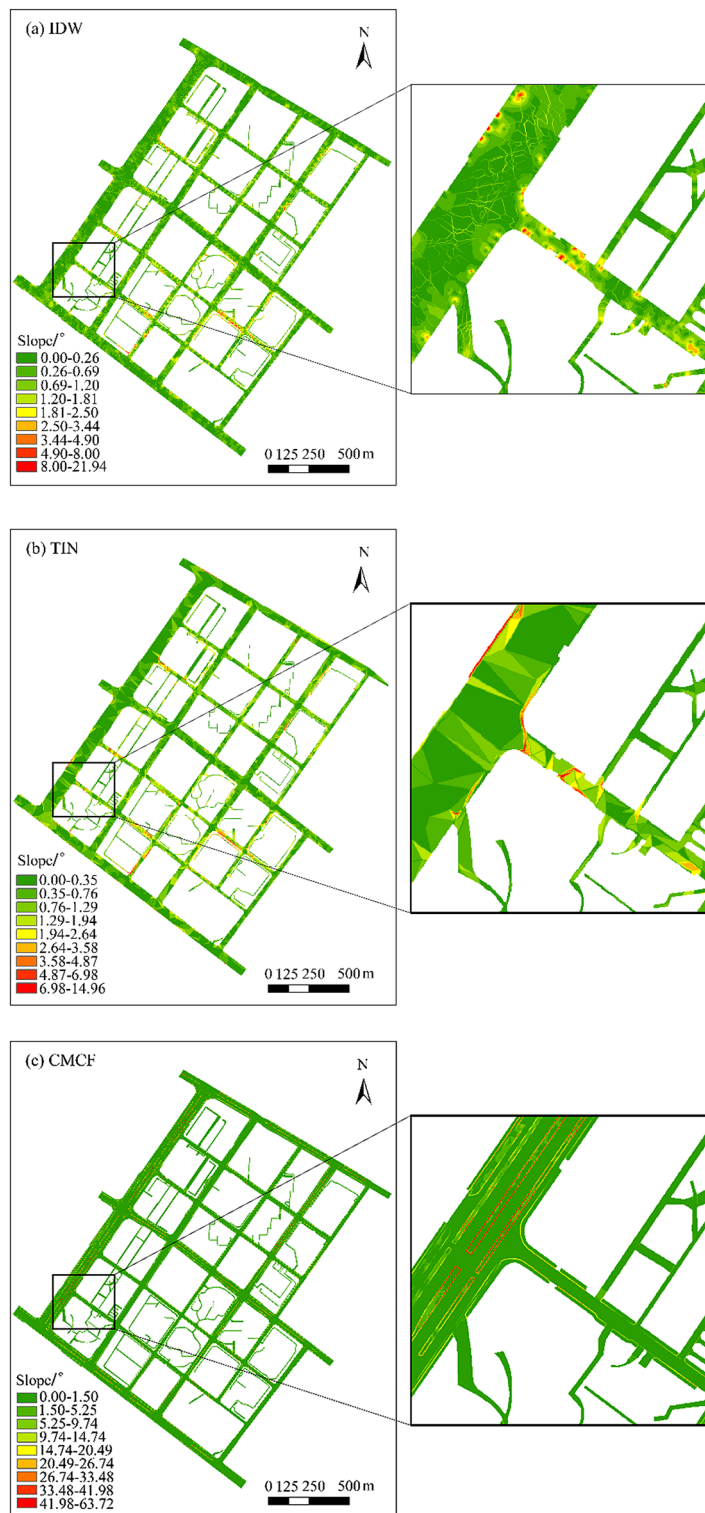 (a) IDW
N
Slope/°
0.00-0.26
0.26-0.69
0.69-1.20
1.20-1.81
1.81-2.50
2.50-3.44
3.44-4.90
4.90-8.00
8.00-21.94
0 125 250 500 m
(b) TIN
N
Slope/°
0.00-0.35
0.35-0.76
0.76-1.29
1.29-1.94
1.94-2.64
2.64-3.58
3.58-4.87
4.87-6.98
6.98-14.96
0 125 250 500 m
(c) CMCF
N
Slope/°
0.00-1.50
1.50-5.25
5.25-9.74
9.74-14.74
14.74-20.49
20.49-26.74
26.74-33.48
33.48-41.98
41.98-63.72
0 125 250 500 m